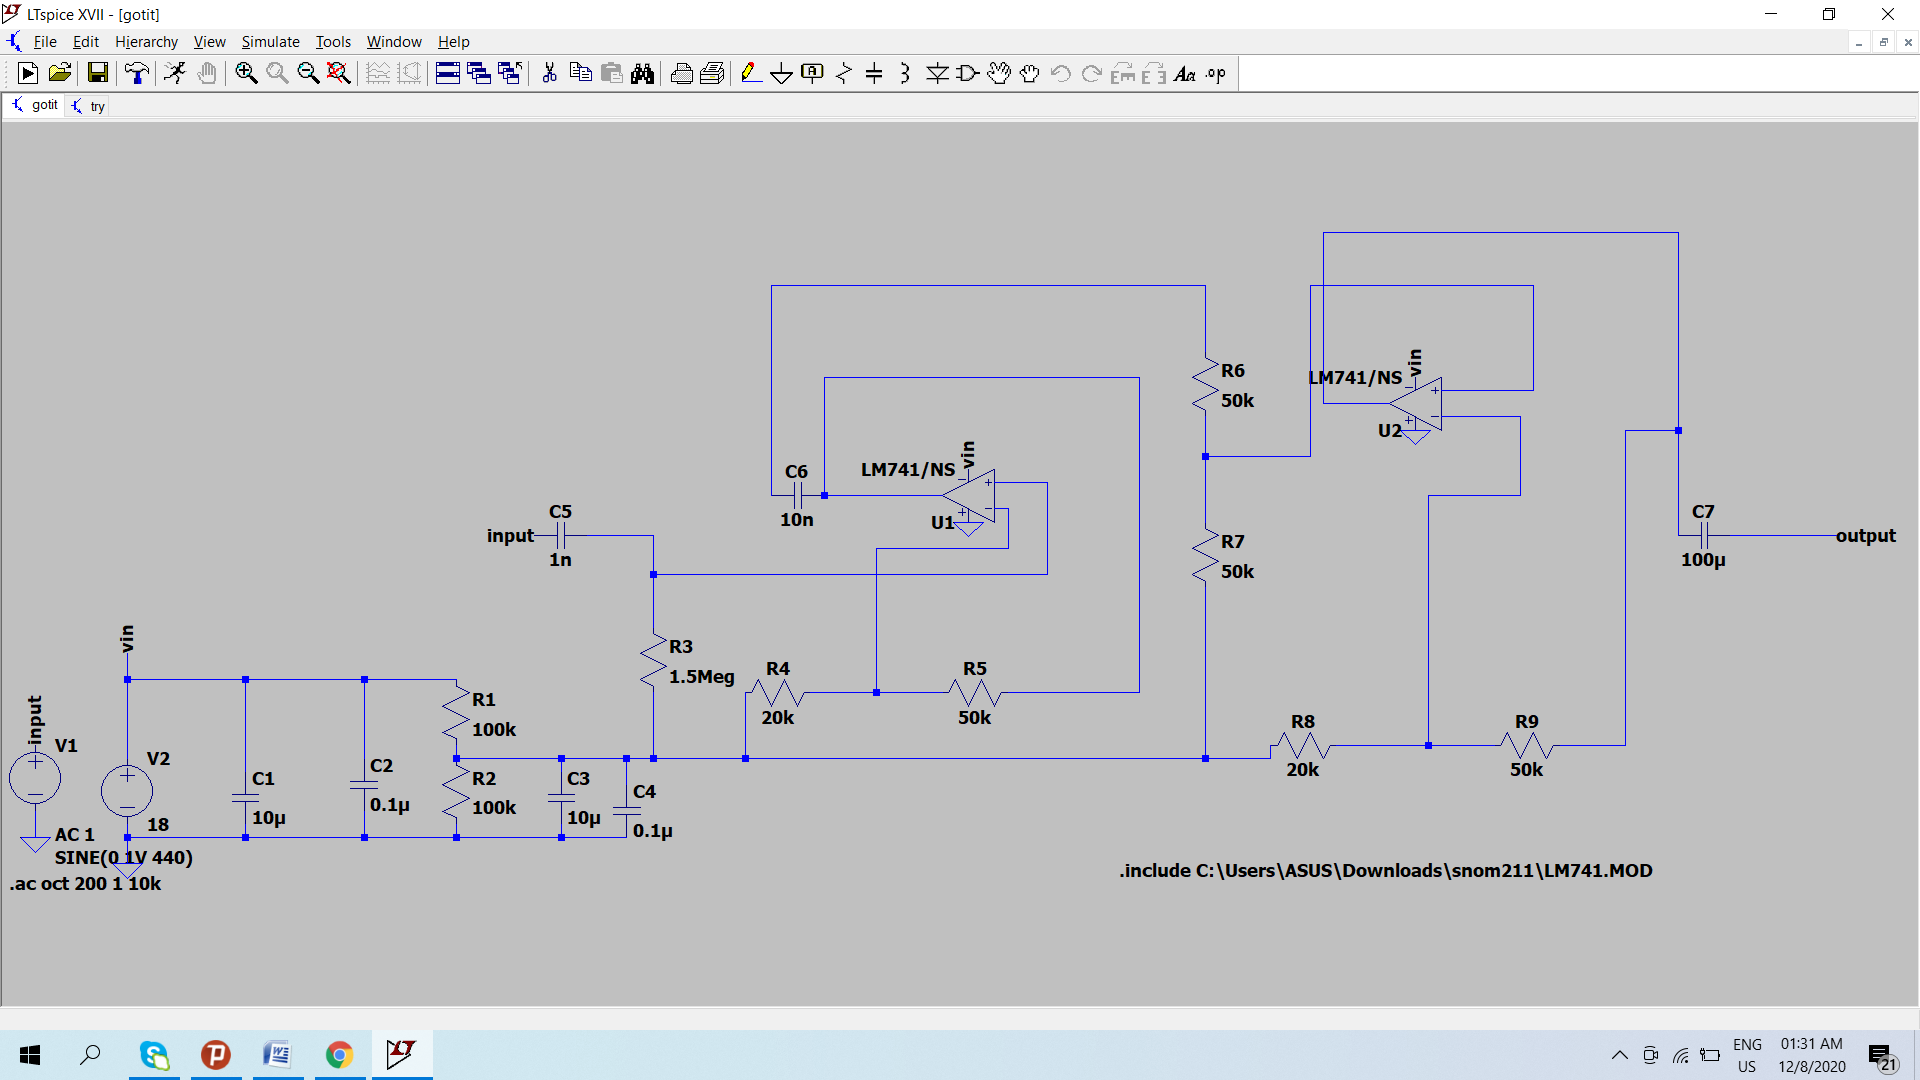 LTspice XVII - [gotit]
File Edit Hierarchy View Simulate Tools Window Help
Aa .op
gotit try
LM741/NS
vin
U2
R6
50k
R7
50k
C6
10n
LM741/NS
vin
U1
input
C5
1n
C7
100µ
output
R3
1.5Meg
R4
20k
R5
50k
R8
20k
R9
50k
vin
input
V1
AC 1
SINE(0 1V 440)
.ac oct 200 1 10k
V2
18
C1
10µ
C2
0.1µ
R1
100k
R2
100k
C3
10µ
C4
0.1µ
.include C:\Users\ASUS\Downloads\snom211\LM741.MOD
ENG
US
01:31 AM
12/8/2020
21